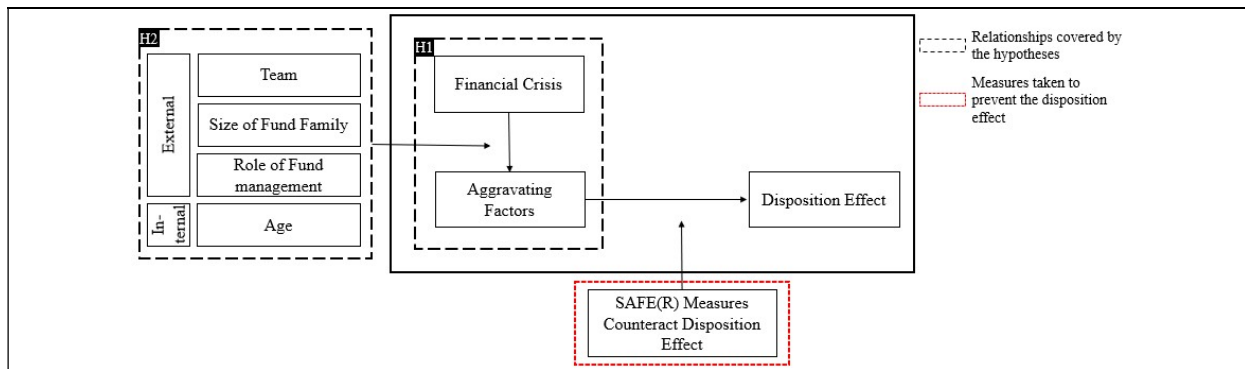 H2
External
Team
Size of Fund Family
Role of Fund
management
In-
ternal
Age
H1
Financial Crisis
Aggravating
Factors
Disposition Effect
SAFE(R) Measures
Counteract Disposition
Effect
Relationships covered by
the hypotheses
Measures taken to
prevent the disposition
effect